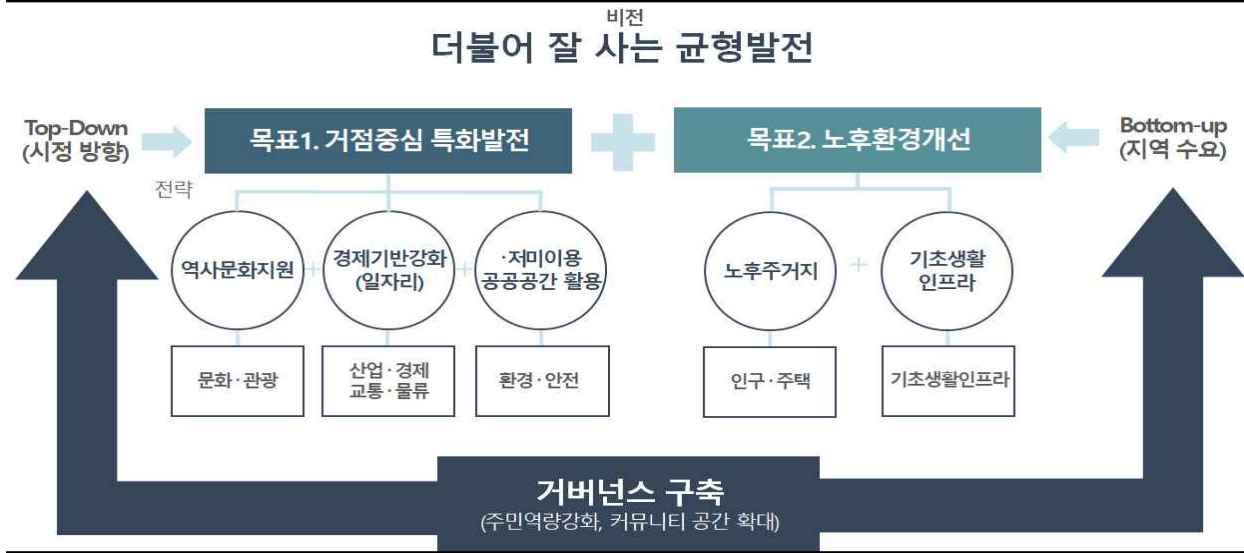 비전
더불어 잘 사는 균형발전
Top-Down
(시정 방향)
목표1. 거점중심 특화발전
목표2. 노후환경개선
Bottom-up
(지역 수요)
전략
역사문화지원
+
경제기반강화
(일자리)
+
·저미이용
공공공간 활용
노후주거지
+
기초생활
인프라
문화·관광
산업·경제
교통·물류
환경·안전
인구·주택
기초생활인프라
거버넌스 구축
(주민역량강화, 커뮤니티 공간 확대)